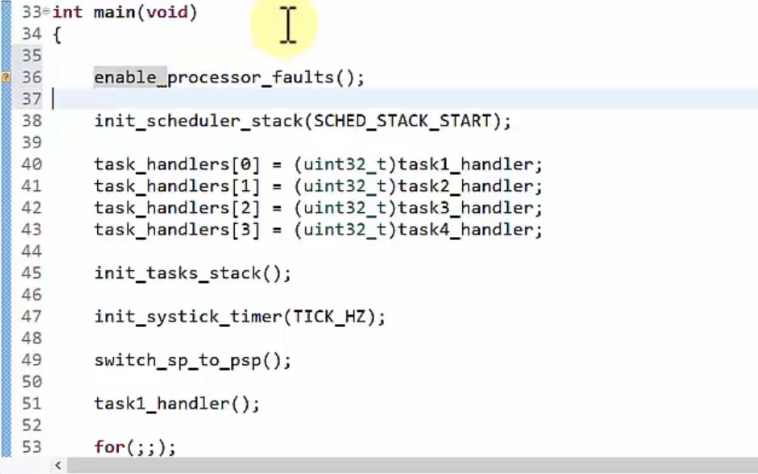 33 int main(void)
34 {
35
36 enable_processor_faults();
37
38 init_scheduler_stack(SCHED_STACK_START);
39
40 task_handlers[0] = (uint32_t)task1_handler;
41 task_handlers[1] = (uint32_t)task2_handler;
42 task_handlers[2] = (uint32_t)task3_handler;
43 task_handlers[3] = (uint32_t)task4_handler;
44
45 init_tasks_stack();
46
47 init_systick_timer(TICK_HZ);
48
49 switch_sp_to_psp();
50
51 task1_handler();
52
53 for(;;);